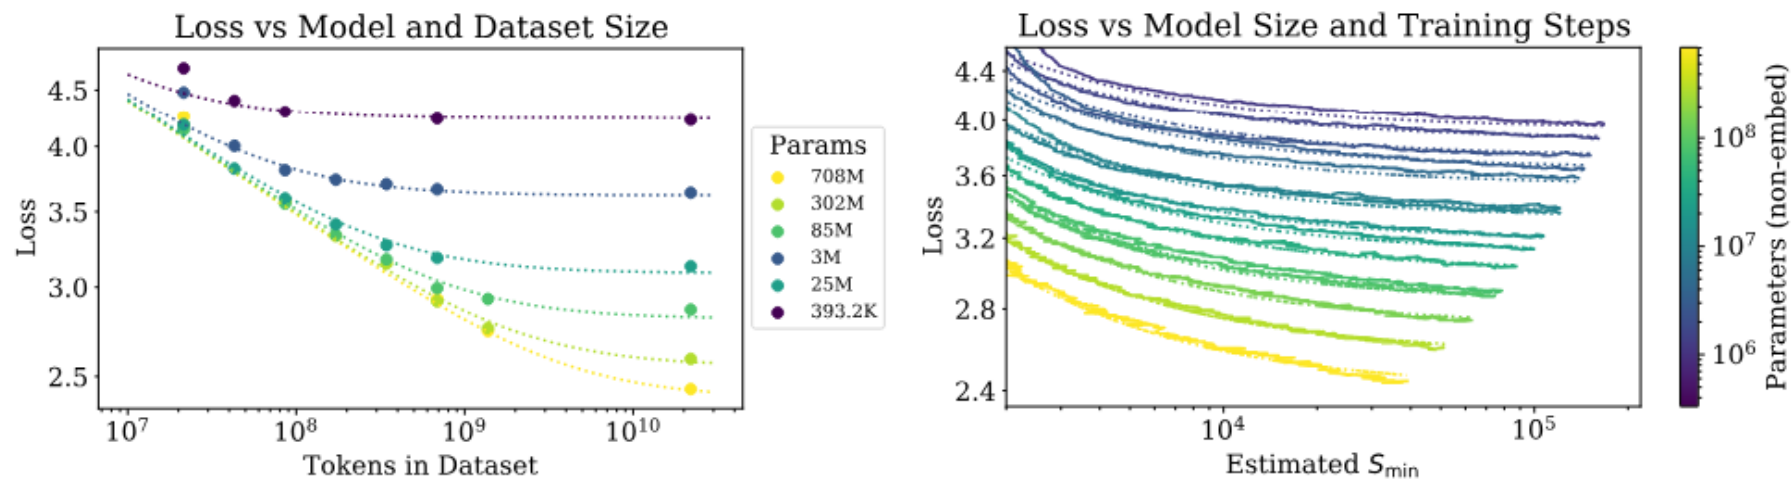 Loss vs Model and Dataset Size
4.5
4.0
3.5
3.0
2.5
Loss
10^7
10^8
10^9
10^10
Tokens in Dataset
Params
708M
302M
85M
3M
25M
393.2K
Loss vs Model Size and Training Steps
4.4
4.0
3.6
3.2
2.8
2.4
Loss
10^4
10^5
Estimated S_min
10^8
10^7
10^6
Parameters (non-embed)